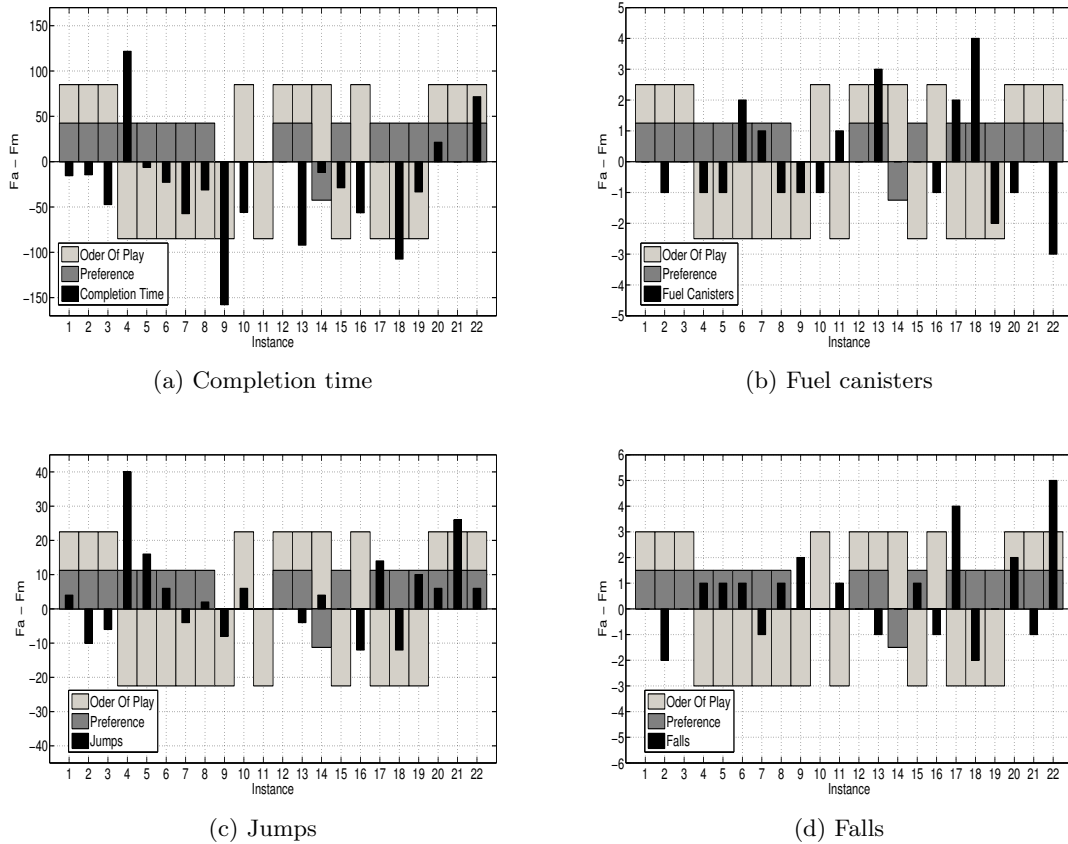 150
100
50
0
−50
−100
−150
Fa − Fm
Oder Of Play
Preference
Completion Time
1 2 3 4 5 6 7 8 9 10 11 12 13 14 15 16 17 18 19 20 21 22
Instance
(a) Completion time
5
4
3
2
1
0
−1
−2
−3
−4
−5
Fa − Fm
Oder Of Play
Preference
Fuel Canisters
1 2 3 4 5 6 7 8 9 10 11 12 13 14 15 16 17 18 19 20 21 22
Instance
(b) Fuel canisters
40
30
20
10
0
−10
−20
−30
−40
Fa − Fm
Oder Of Play
Preference
Jumps
1 2 3 4 5 6 7 8 9 10 11 12 13 14 15 16 17 18 19 20 21 22
Instance
(c) Jumps
6
5
4
3
2
1
0
−1
−2
−3
−4
−5
−6
Fa − Fm
Oder Of Play
Preference
Falls
1 2 3 4 5 6 7 8 9 10 11 12 13 14 15 16 17 18 19 20 21 22
Instance
(d) Falls